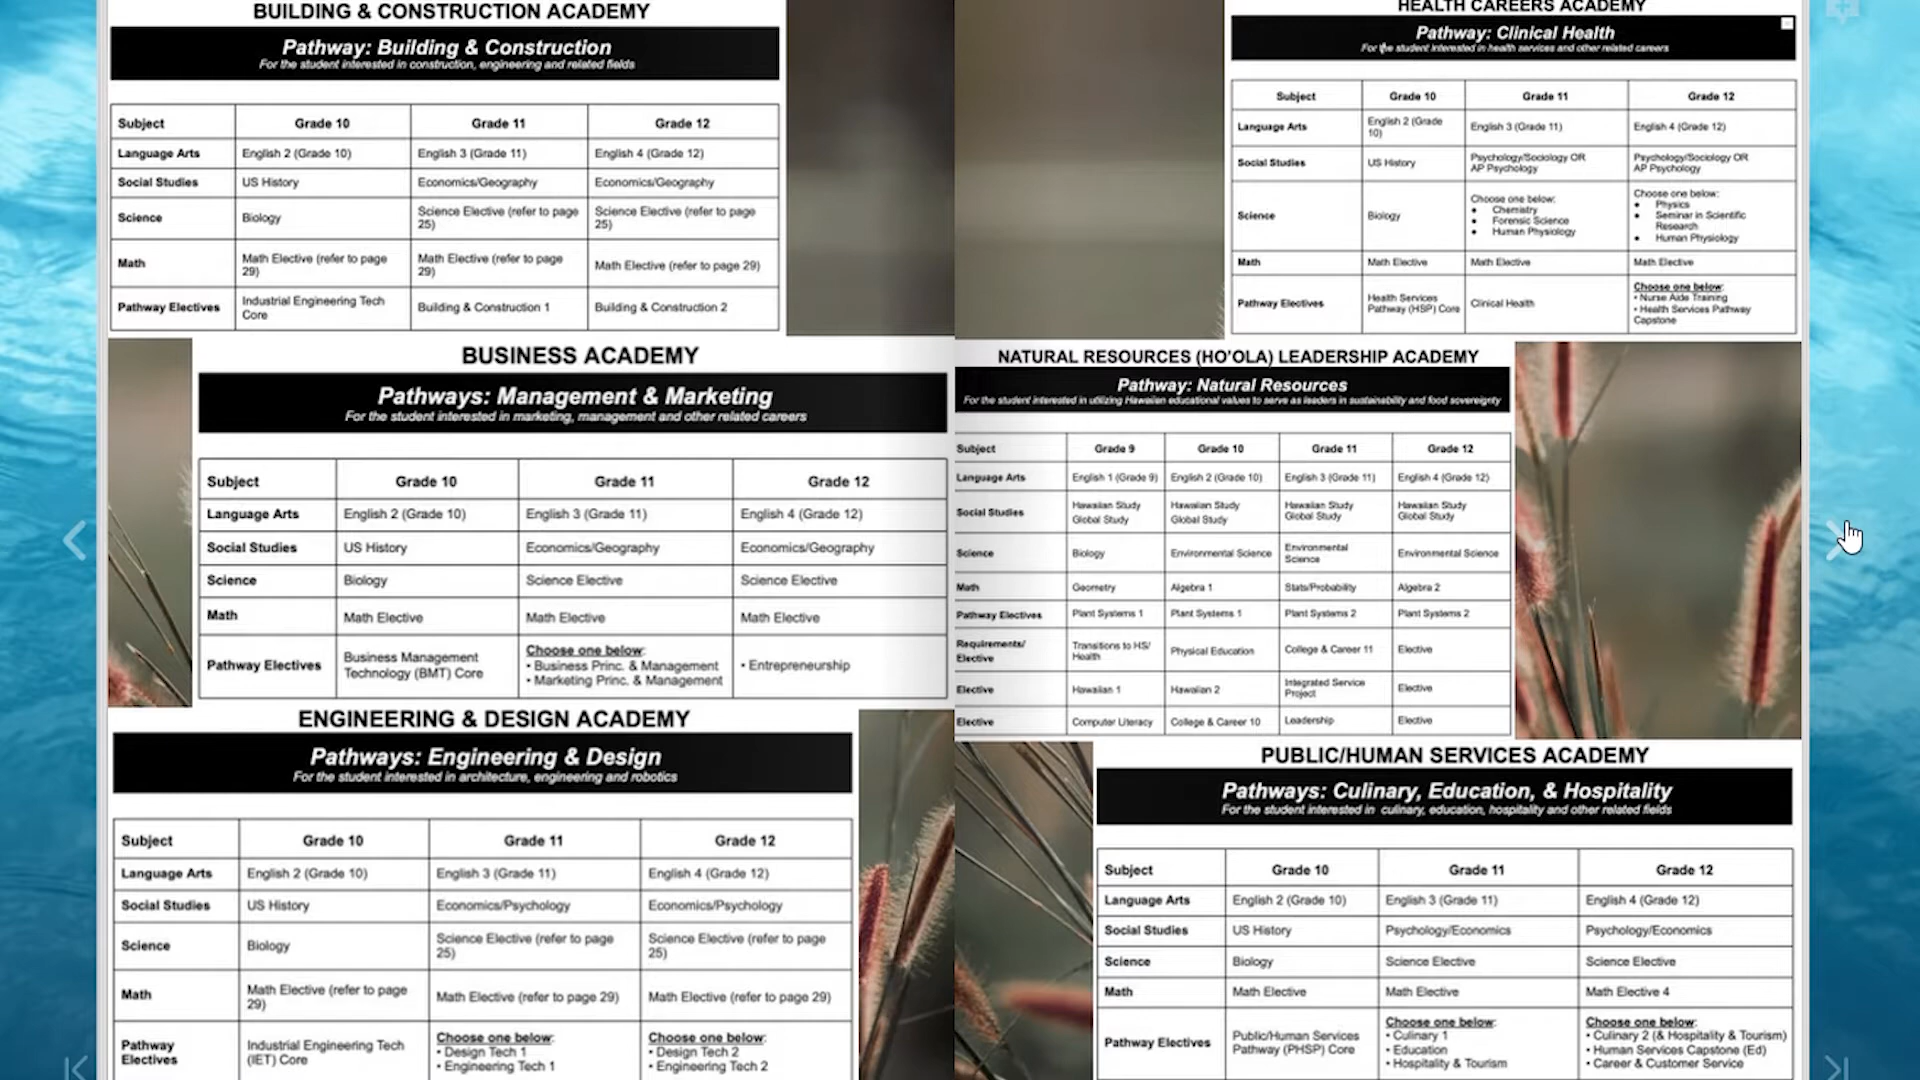 BUILDING & CONSTRUCTION ACADEMY
Pathway: Building & Construction
For the student interested in construction, engineering and related fields
Subject Grade 10 Grade 11 Grade 12
Language Arts English 2 (Grade 10) English 3 (Grade 11) English 4 (Grade 12)
Social Studies US History Economics/Geography Economics/Geography
Science Biology Science Elective (refer to page 25) Science Elective (refer to page 25)
Math Math Elective (refer to page 29) Math Elective (refer to page 29) Math Elective (refer to page 29)
Pathway Electives Industrial Engineering Tech Core Building & Construction 1 Building & Construction 2
BUSINESS ACADEMY
Pathways: Management & Marketing
For the student interested in marketing, management and other related careers
Subject Grade 10 Grade 11 Grade 12
Language Arts English 2 (Grade 10) English 3 (Grade 11) English 4 (Grade 12)
Social Studies US History Economics/Geography Economics/Geography
Science Biology Science Elective Science Elective
Math Math Elective Math Elective Math Elective
Pathway Electives Business Management Technology (BMT) Core Choose one below: • Business Princ. & Management • Marketing Princ. & Management • Entrepreneurship
ENGINEERING & DESIGN ACADEMY
Pathways: Engineering & Design
For the student interested in architecture, engineering and robotics
Subject Grade 10 Grade 11 Grade 12
Language Arts English 2 (Grade 10) English 3 (Grade 11) English 4 (Grade 12)
Social Studies US History Economics/Psychology Economics/Psychology
Science Biology Science Elective (refer to page 25) Science Elective (refer to page 25)
Math Math Elective (refer to page 29) Math Elective (refer to page 29) Math Elective (refer to page 29)
Pathway Electives Industrial Engineering Tech (IET) Core Choose one below: • Design Tech 1 • Engineering Tech 1 Choose one below: • Design Tech 2 • Engineering Tech 2
HEALTH CAREERS ACADEMY
Pathway: Clinical Health
For the student interested in health services and other related careers
Subject Grade 10 Grade 11 Grade 12
Language Arts English 2 (Grade 10) English 3 (Grade 11) English 4 (Grade 12)
Social Studies US History Psychology/Sociology OR AP Psychology Psychology/Sociology OR AP Psychology
Science Biology Choose one below: • Chemistry • Forensic Science • Human Physiology Choose one below: • Physics • Seminar in Scientific Research • Human Physiology
Math Math Elective Math Elective Math Elective
Pathway Electives Health Services Pathway (HSP) Core Clinical Health Choose one below: • Nurse Aide Training • Health Services Pathway Capstone
NATURAL RESOURCES (HO'OLA) LEADERSHIP ACADEMY
Pathway: Natural Resources
For the student interested in utilizing Hawaiian educational values to serve as leaders in sustainability and food sovereignty
Subject Grade 9 Grade 10 Grade 11 Grade 12
Language Arts English 1 (Grade 9) English 2 (Grade 10) English 3 (Grade 11) English 4 (Grade 12)
Social Studies Hawaiian Study Global Study Hawaiian Study Global Study Hawaiian Study Global Study Hawaiian Study Global Study
Science Biology Environmental Science Environmental Science Environmental Science
Math Geometry Algebra 1 Stats/Probability Algebra 2
Pathway Electives Plant Systems 1 Plant Systems 1 Plant Systems 2 Plant Systems 2
Requirements/ Elective Transitions to HS/ Health Physical Education College & Career 11 Elective
Elective Hawaiian 1 Hawaiian 2 Integrated Service Project Elective
Elective Computer Literacy College & Career 10 Leadership Elective
PUBLIC/HUMAN SERVICES ACADEMY
Pathways: Culinary, Education, & Hospitality
For the student interested in culinary, education, hospitality and other related fields
Subject Grade 10 Grade 11 Grade 12
Language Arts English 2 (Grade 10) English 3 (Grade 11) English 4 (Grade 12)
Social Studies US History Psychology/Economics Psychology/Economics
Science Biology Science Elective Science Elective
Math Math Elective Math Elective Math Elective 4
Pathway Electives Public/Human Services Pathway (PHSP) Core Choose one below: • Culinary 1 • Education • Hospitality & Tourism Choose one below: • Culinary 2 (& Hospitality & Tourism) • Human Services Capstone (Ed) • Career & Customer Service